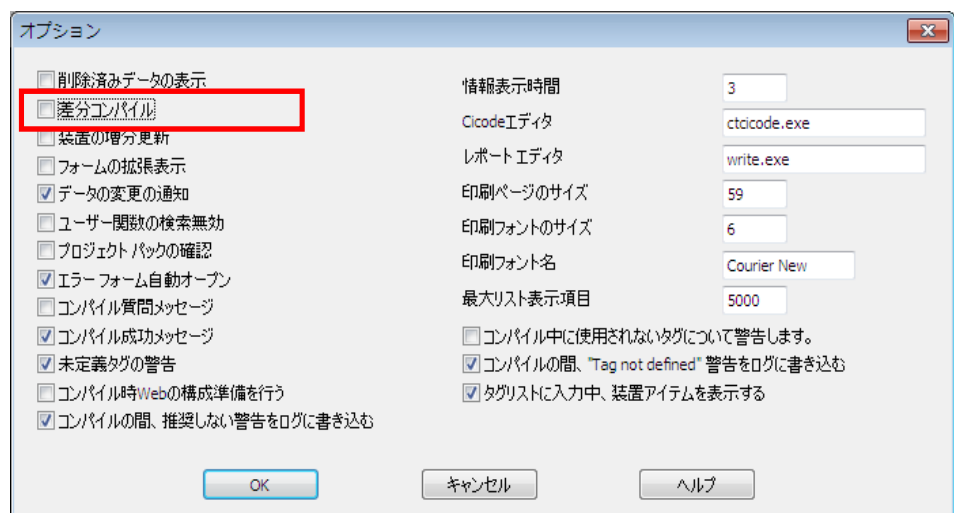 オプション
削除済みデータの表示
差分コンパイル
装置の増分更新
フォームの拡張表示
データの変更の通知
ユーザー関数の検索無効
プロジェクト パックの確認
エラー フォーム自動オープン
コンパイル質問メッセージ
コンパイル成功メッセージ
未定義タグの警告
コンパイル時Webの構成準備を行う
コンパイルの間、推奨しない警告をログに書き込む
情報表示時間 3
Cicodeエディタ ctcicode.exe
レポート エディタ write.exe
印刷ページのサイズ 59
印刷フォントのサイズ 6
印刷フォント名 Courier New
最大リスト表示項目 5000
コンパイル中に使用されないタグについて警告します。
コンパイルの間、"Tag not defined" 警告をログに書き込む
タグリストに入力中、装置アイテムを表示する
OK キャンセル ヘルプ